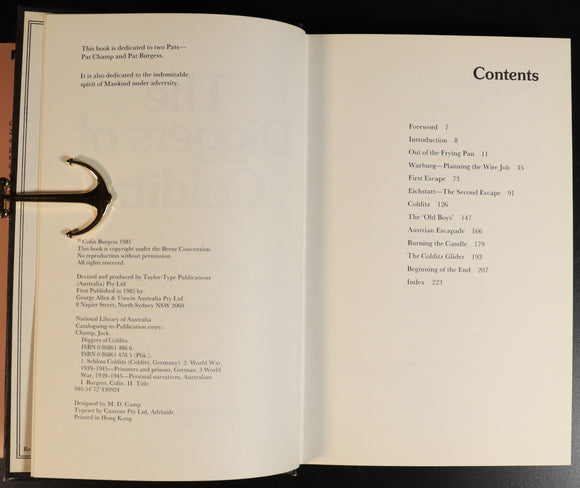 This book is dedicated to two Pats—
Pat Champ and Pat Burgess.
It is also dedicated to the indomitable
spirit of Mankind under adversity.
© Colin Burgess 1985
This book is copyright under the Berne Convention.
No reproduction without permission.
All rights reserved.
Devised and produced by Taylor-Type Publications
(Australia) Pty Ltd
First Published in 1985 by
George Allen & Unwin Australia Pty Ltd
8 Napier Street, North Sydney NSW 2060
National Library of Australia
Cataloguing-in-Publication entry:
Champ, Jack.
Diggers of Colditz.
ISBN 0 86861 486 6.
ISBN 0 86861 478 5 (Pbk.).
1. Schloss Colditz (Colditz, Germany). 2. World War,
1939–1945—Prisoners and prisons, German. 3 World
War, 1939–1945—Personal narratives, Australian.
I. Burgess, Colin. II. Title.
940.54'72'430924
Designed by M. D. Camp
Typeset by Caxtons Pty Ltd, Adelaide
Printed in Hong Kong
Contents
Foreword 7
Introduction 8
Out of the Frying Pan 11
Warburg—Planning the Wire Job 35
First Escape 73
Eichstatt—The Second Escape 91
Colditz 126
The 'Old Boys' 147
Austrian Escapade 166
Burning the Candle 179
The Colditz Glider 193
Beginning of the End 207
Index 223